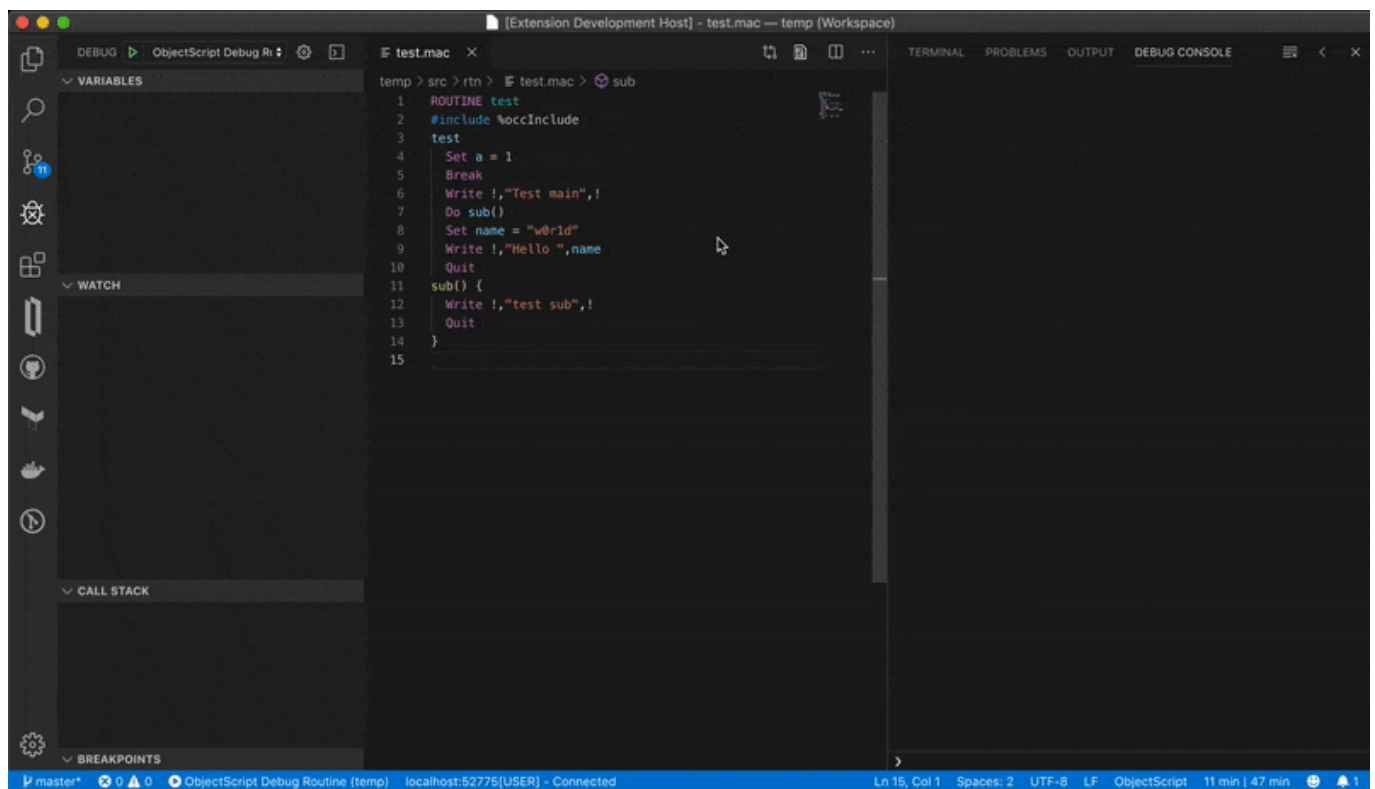 [Extension Development Host] - test.mac — temp (Workspace)
DEBUG ObjectScript Debug Ro
VARIABLES
WATCH
CALL STACK
BREAKPOINTS
11
test.mac
temp > src > rtn > test.mac > sub
1 ROUTINE test
2 #include %occInclude
3 test
4 Set a = 1
5 Break
6 Write !,"Test main",!
7 Do sub()
8 Set name = "w0r1d"
9 Write !,"Hello ",name
10 Quit
11 sub() {
12 Write !,"test sub",!
13 Quit
14 }
15
TERMINAL PROBLEMS OUTPUT DEBUG CONSOLE
master* 0 0 ObjectScript Debug Routine (temp) localhost:52775[USER] - Connected Ln 15, Col 1 Spaces: 2 UTF-8 LF ObjectScript 11 min | 47 min 1